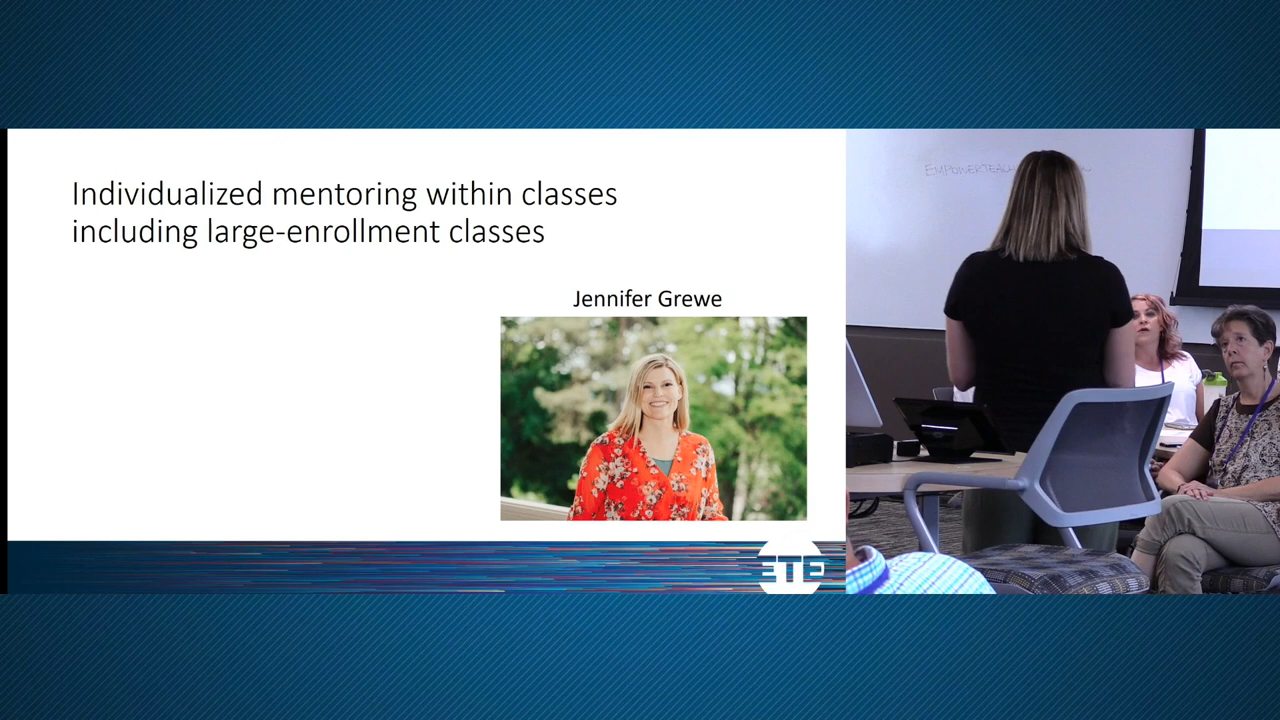 Individualized mentoring within classes
including large-enrollment classes
Jennifer Grewe
ETE